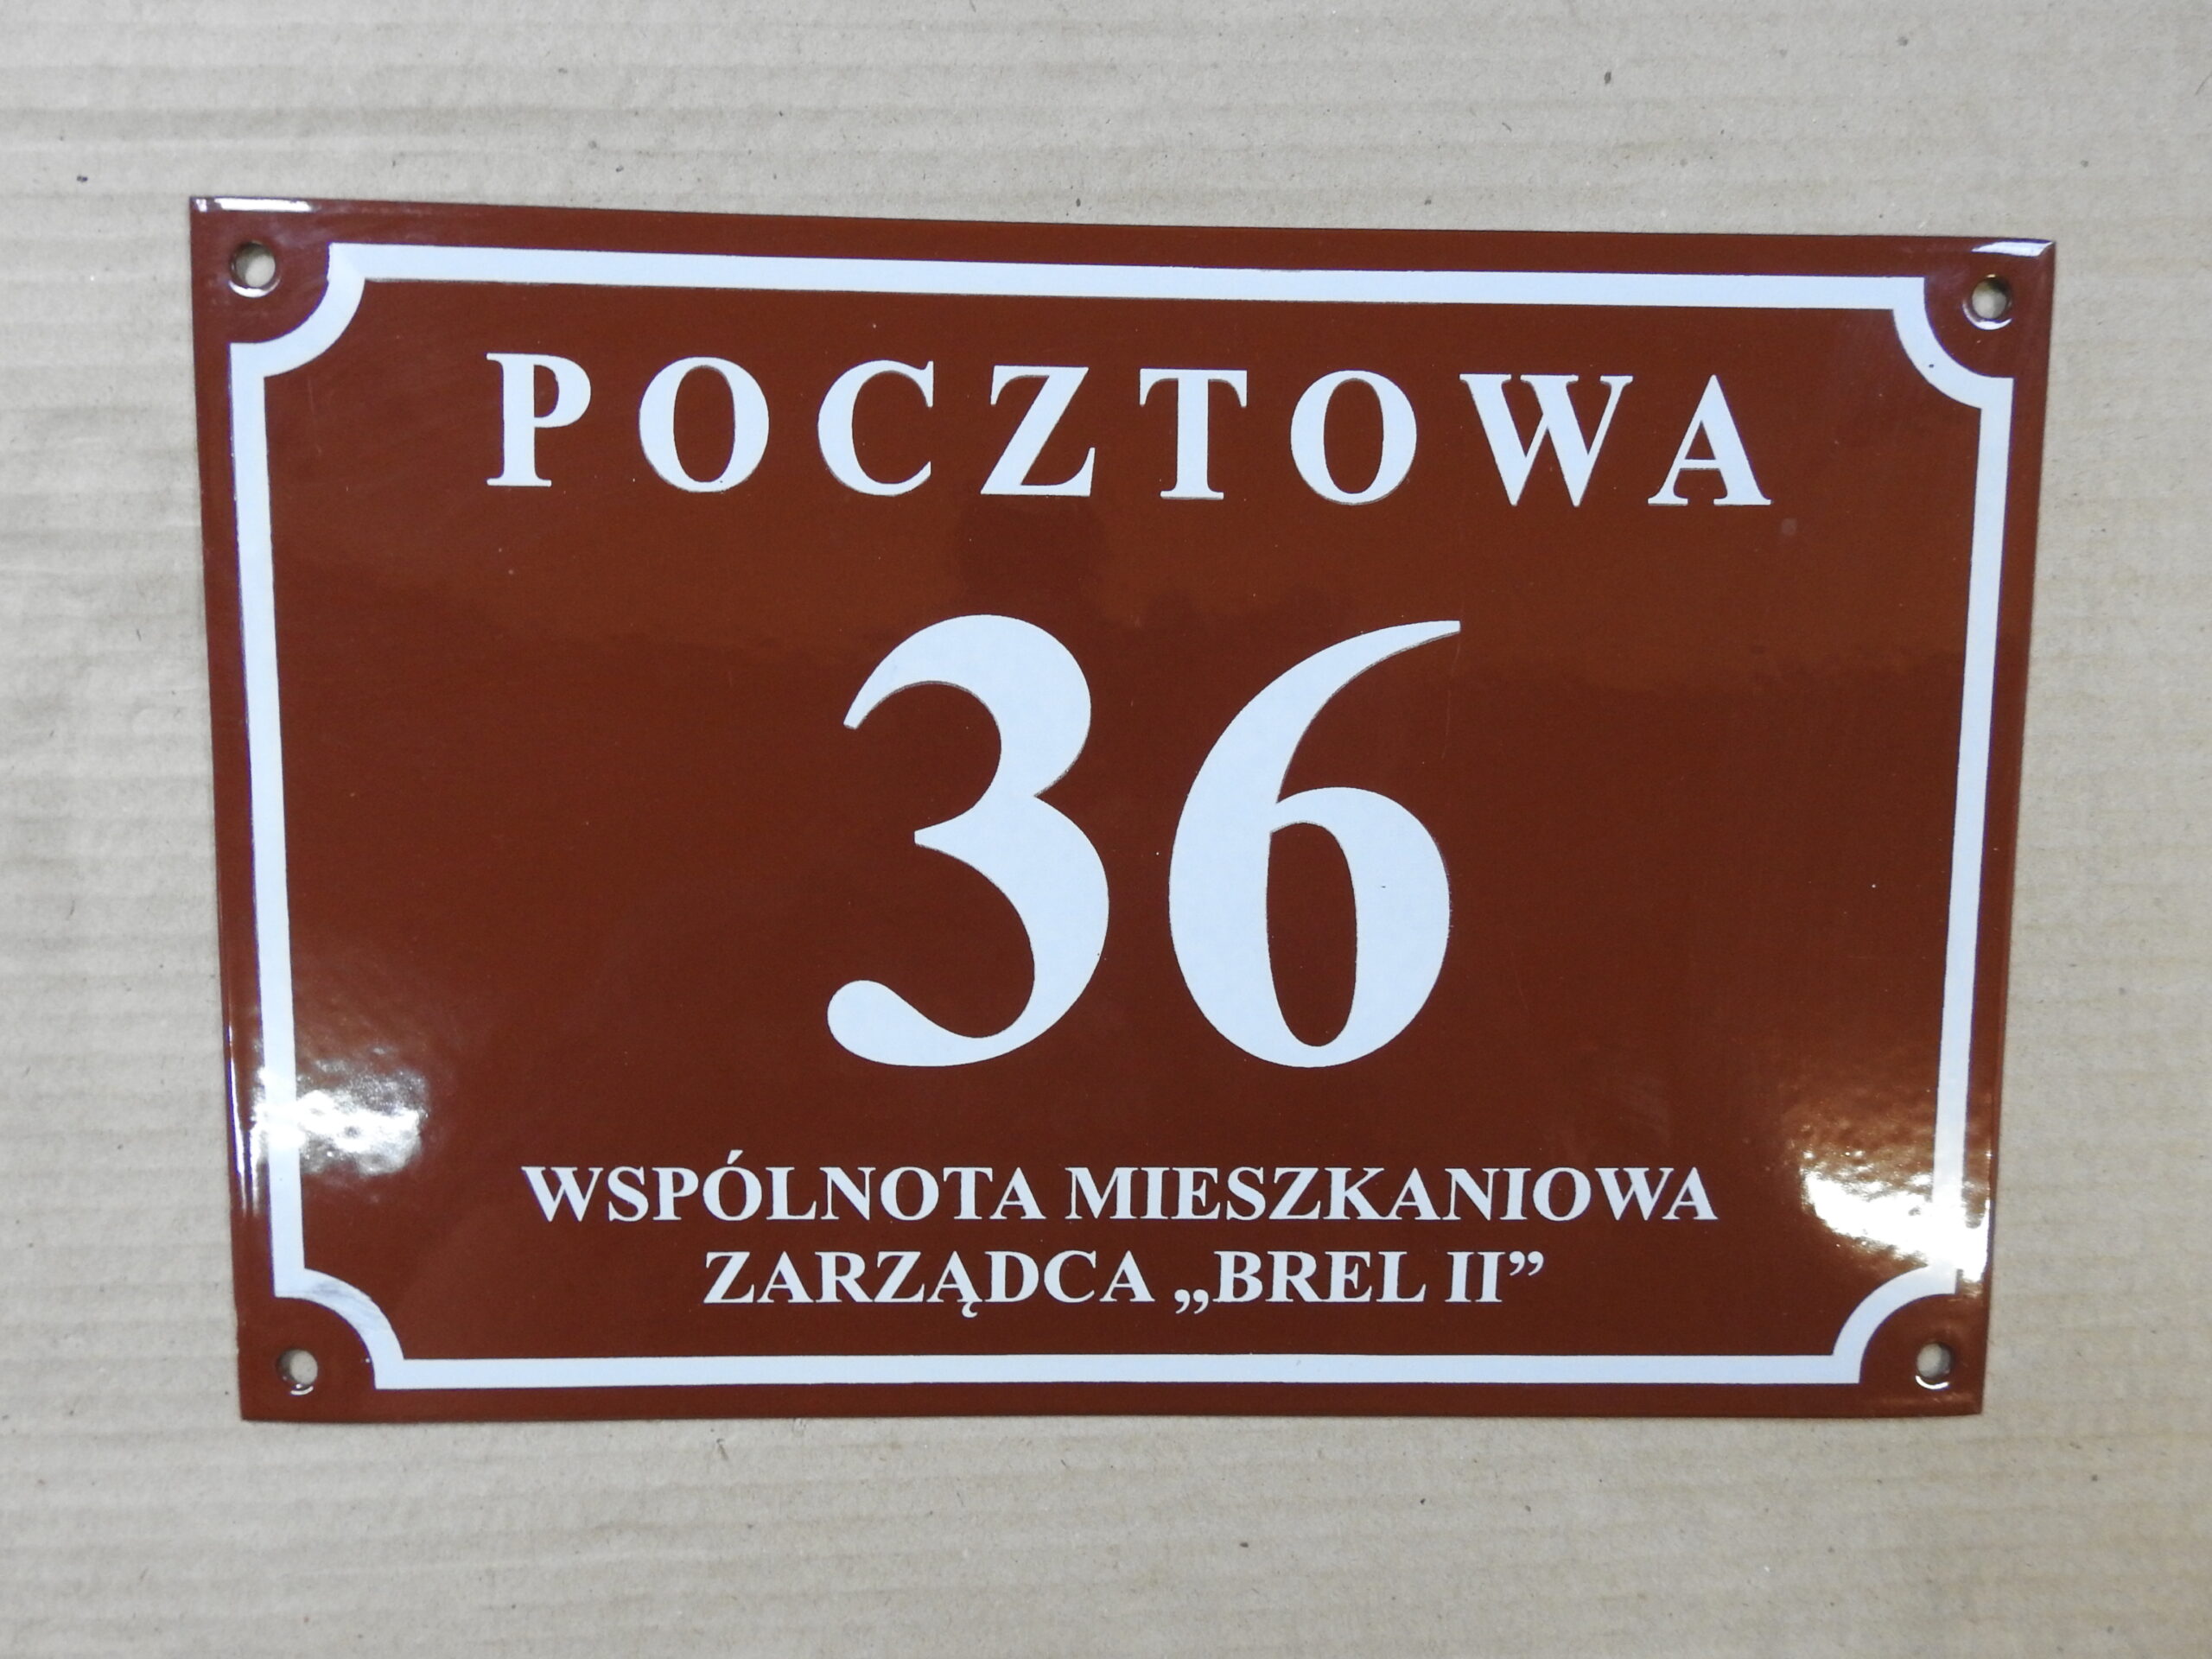 POCZTOWA
36
WSPÓLNOTA MIESZKANIOWA
ZARZĄDCA „BREL II”